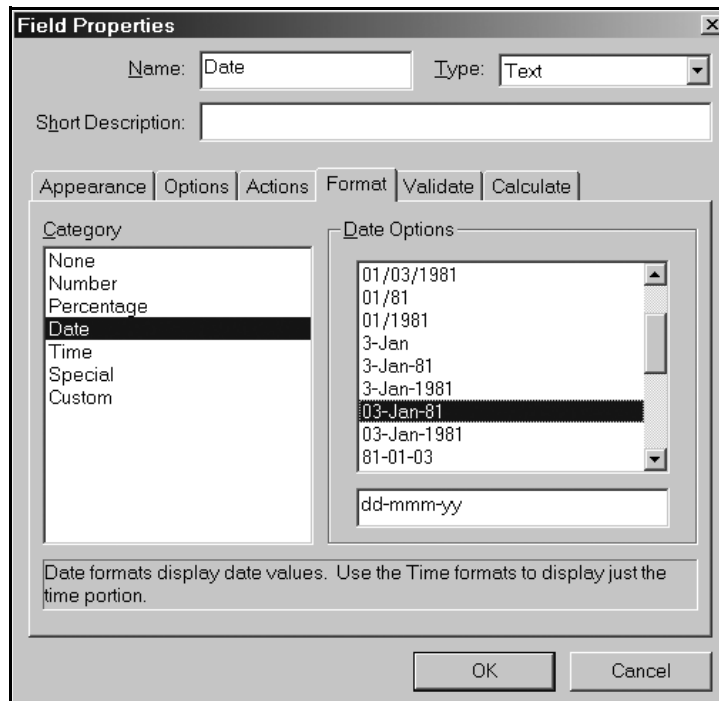 Field Properties
Name: Date Type: Text
Short Description:
Appearance Options Actions Format Validate Calculate
Category
None
Number
Percentage
Date
Time
Special
Custom
Date Options
01/03/1981
01/81
01/1981
3-Jan
3-Jan-81
3-Jan-1981
03-Jan-81
03-Jan-1981
81-01-03
dd-mmm-yy
Date formats display date values. Use the Time formats to display just the
time portion.
OK Cancel